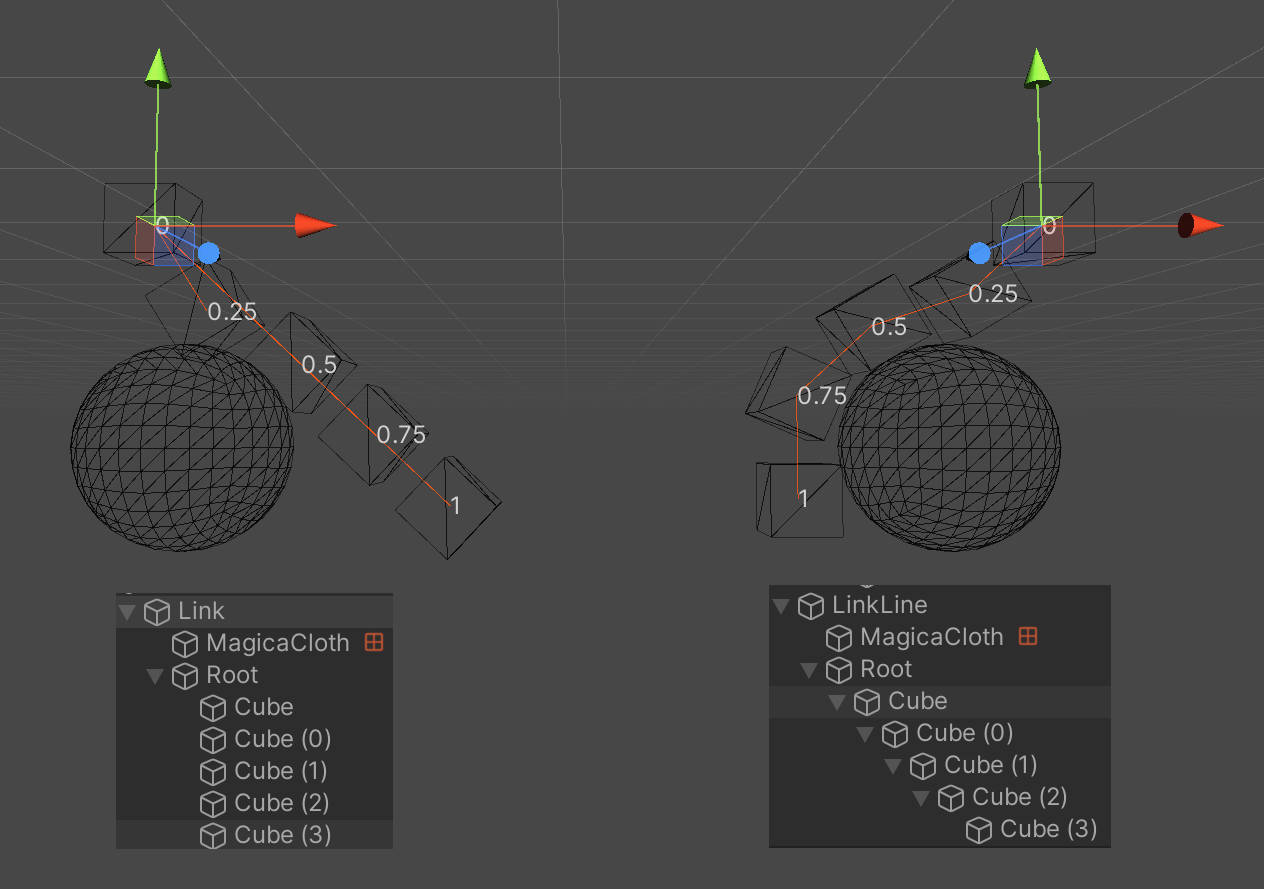 0
0.25
0.5
0.75
1
0
0.25
0.5
0.75
1
Link
MagicaCloth
Root
Cube
Cube (0)
Cube (1)
Cube (2)
Cube (3)
LinkLine
MagicaCloth
Root
Cube
Cube (0)
Cube (1)
Cube (2)
Cube (3)